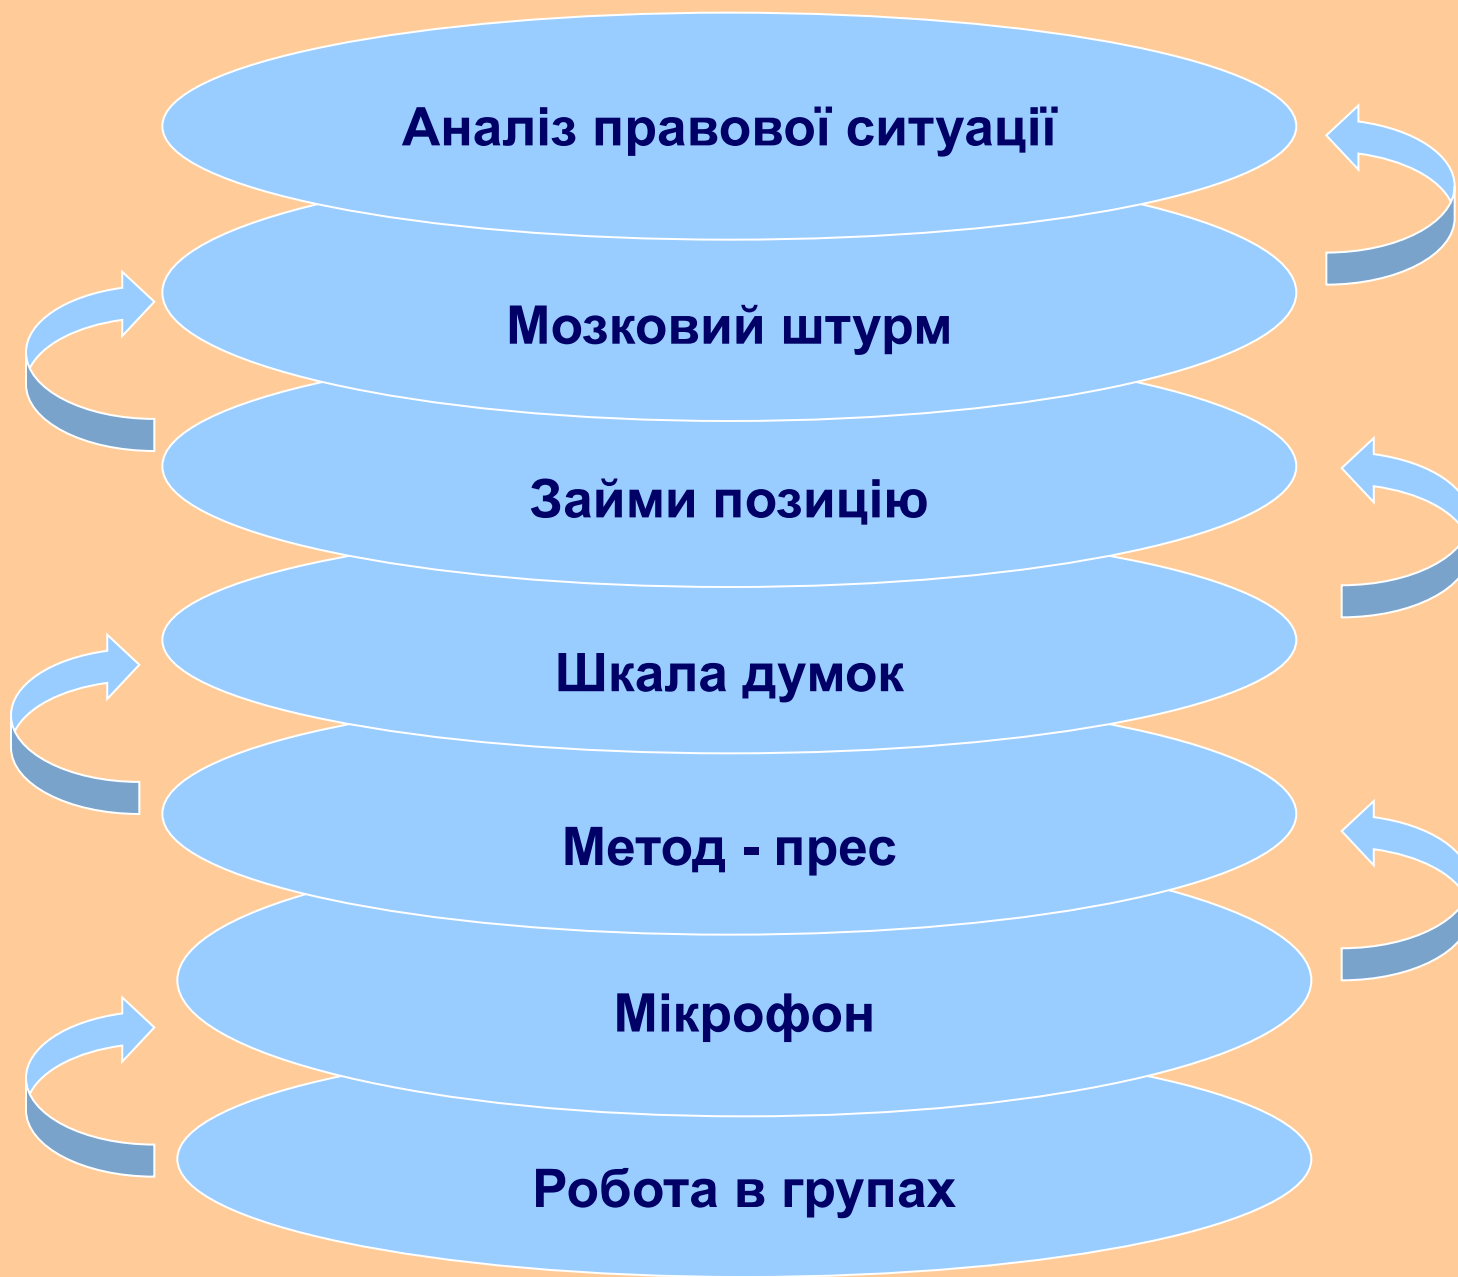 Аналіз правової ситуації
Мозковий штурм
Займи позицію
Шкала думок
Метод - прес
Мікрофон
Робота в групах